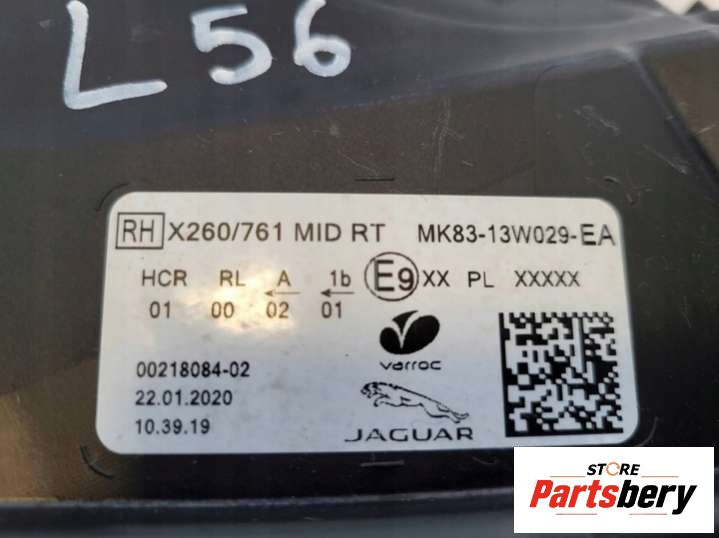 L56
RH X260/761 MID RT MK83-13W029-EA
HCR RL A 1b E9 XX PL XXXXX
01 00 02 01
varroc
00218084-02
22.01.2020
10.39.19
JAGUAR
STORE
Partsbery